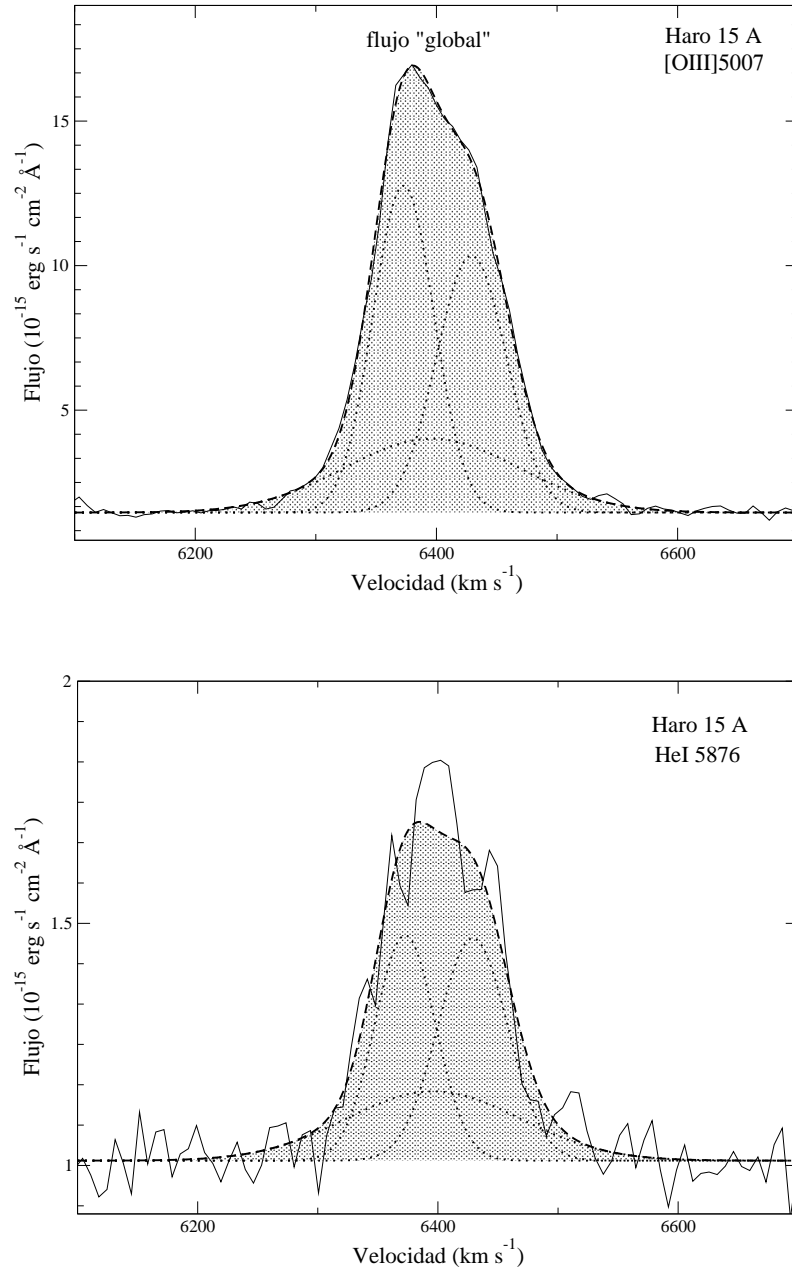 flujo "global"
Haro 15 A
[OIII]5007
15
10
5
Flujo (10⁻¹⁵ erg s⁻¹ cm⁻² Å⁻¹)
6200
6400
6600
Velocidad (km s⁻¹)
2
Haro 15 A
HeI 5876
1.5
1
Flujo (10⁻¹⁵ erg s⁻¹ cm⁻² Å⁻¹)
6200
6400
6600
Velocidad (km s⁻¹)